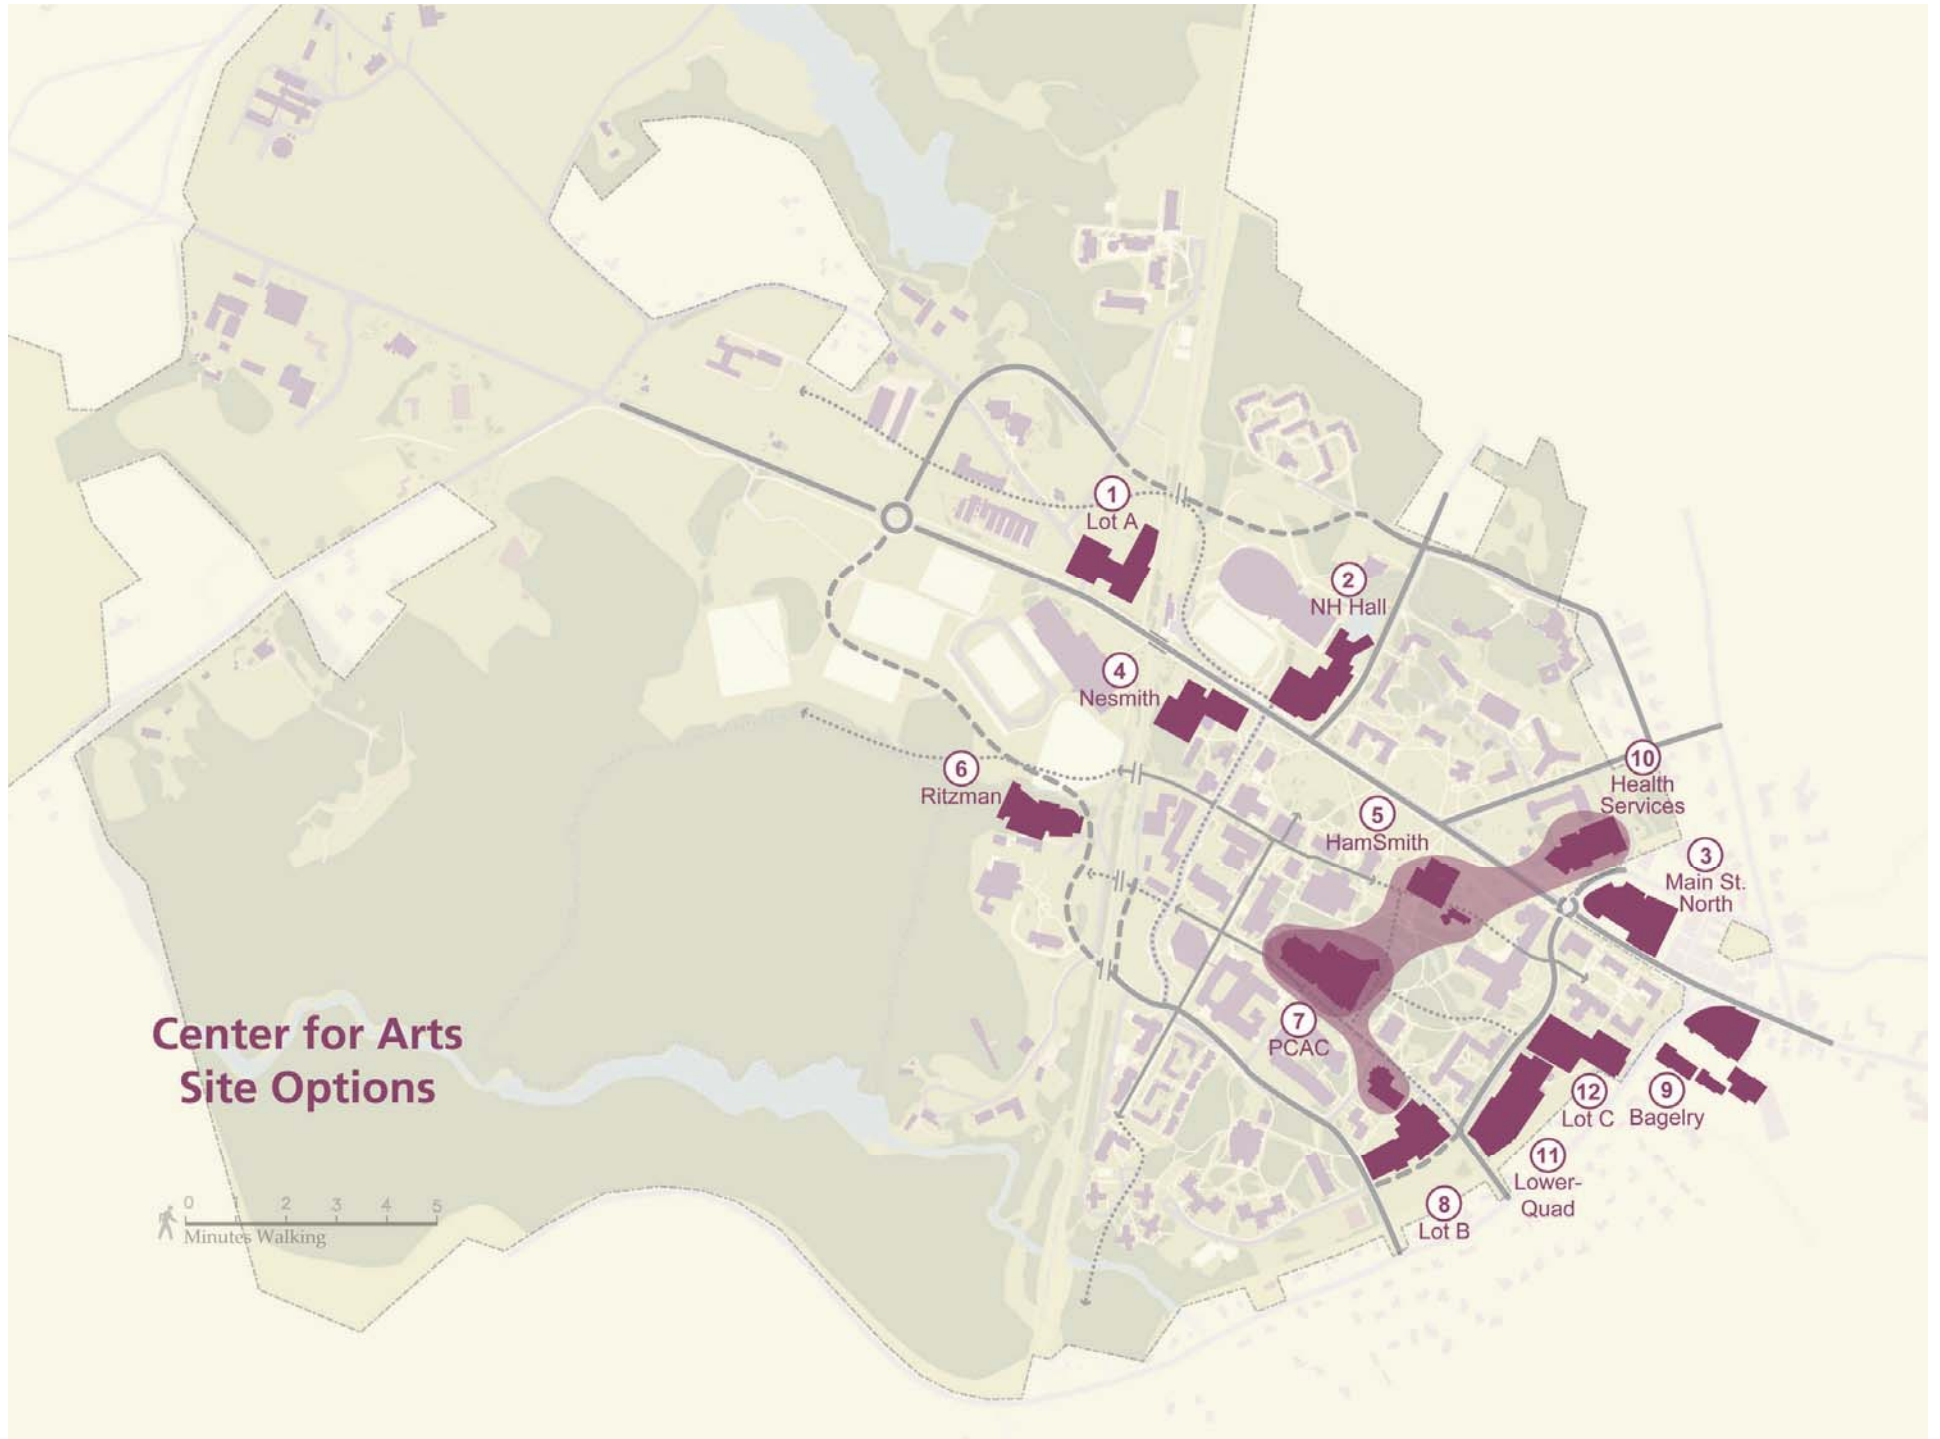 1
Lot A
2
NH Hall
4
Nesmith
6
Ritzman
10
Health
Services
5
HamSmith
3
Main St.
North
Center for Arts
Site Options
7
PCAC
12
Lot C
9
Bagelry
11
Lower-
Quad
8
Lot B
0 1 2 3 4 5
Minutes Walking